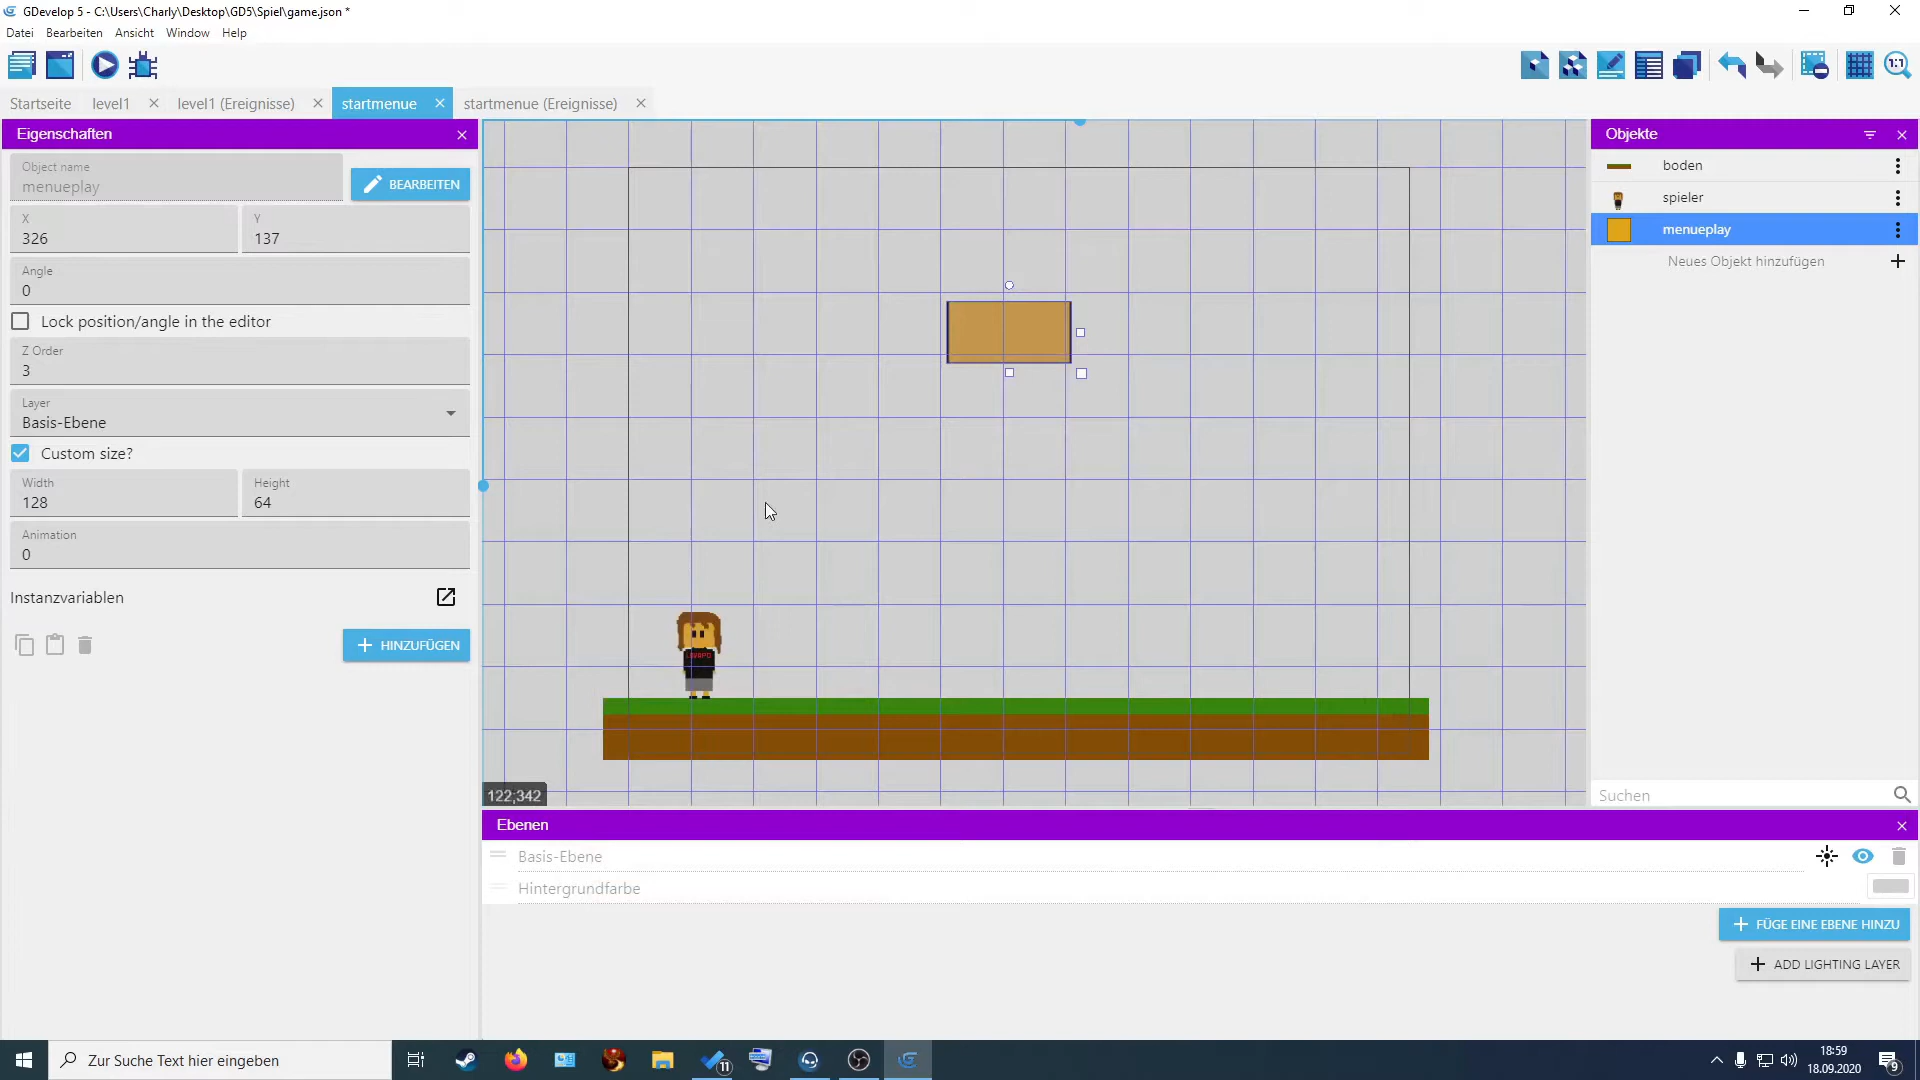 GDevelop 5 - C:\Users\Charly\Desktop\GD5\Spiel\game.json *
Datei Bearbeiten Ansicht Window Help
Startseite level1 level1 (Ereignisse) startmenue startmenue (Ereignisse)
Eigenschaften
Object name
menueplay
BEARBEITEN
X
326
Y
137
Angle
0
Lock position/angle in the editor
Z Order
3
Layer
Basis-Ebene
Custom size?
Width
128
Height
64
Animation
0
Instanzvariablen
HINZUFÜGEN
122;342
Objekte
boden
spieler
menueplay
Neues Objekt hinzufügen
Suchen
Ebenen
Basis-Ebene
Hintergrundfarbe
FÜGE EINE EBENE HINZU
ADD LIGHTING LAYER
1:1
Zur Suche Text hier eingeben
11
18:59
18.09.2020
9